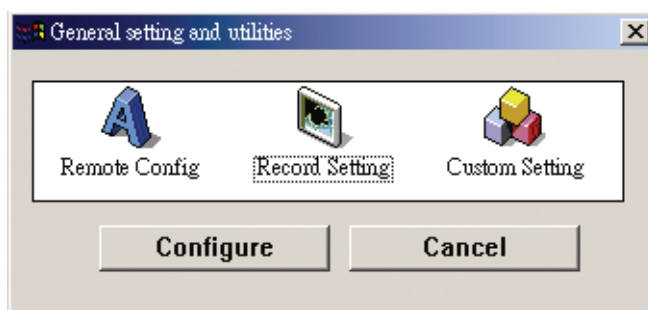 General setting and utilities
Remote Config
Record Setting
Custom Setting
Configure
Cancel